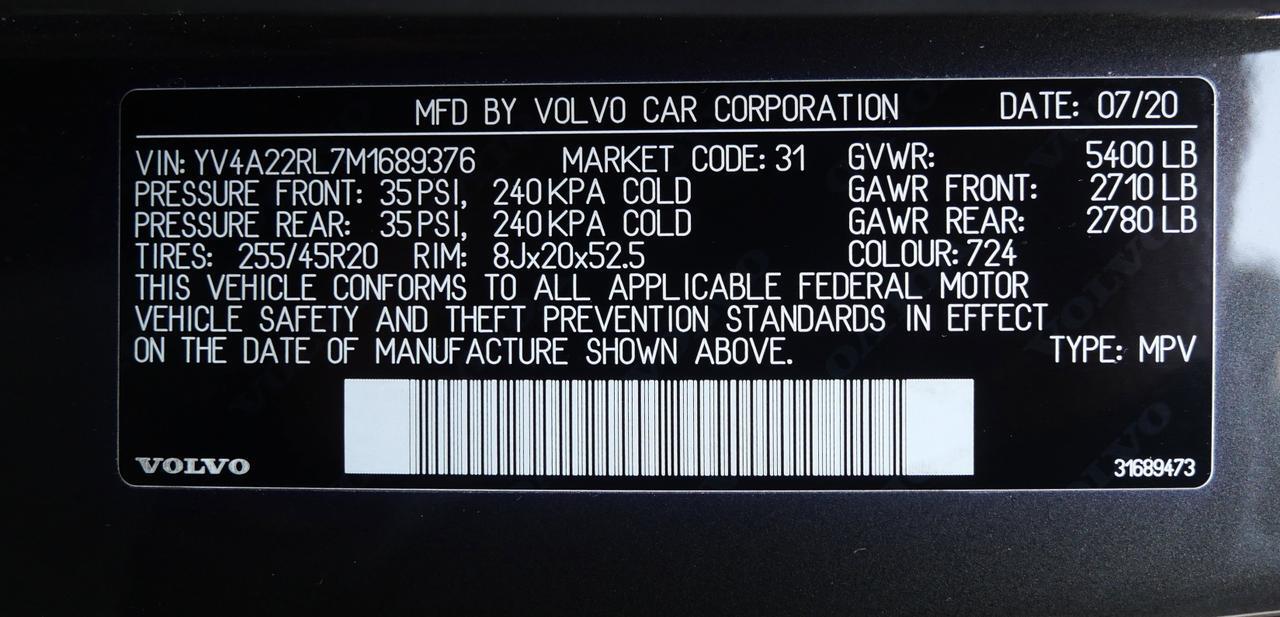 MFD BY VOLVO CAR CORPORATION DATE: 07/20
VIN: YV4A22RL7M1689376 MARKET CODE: 31 GVWR: 5400 LB
PRESSURE FRONT: 35 PSI, 240 KPA COLD GAWR FRONT: 2710 LB
PRESSURE REAR: 35 PSI, 240 KPA COLD GAWR REAR: 2780 LB
TIRES: 255/45R20 RIM: 8Jx20x52.5 COLOUR: 724
THIS VEHICLE CONFORMS TO ALL APPLICABLE FEDERAL MOTOR
VEHICLE SAFETY AND THEFT PREVENTION STANDARDS IN EFFECT
ON THE DATE OF MANUFACTURE SHOWN ABOVE. TYPE: MPV
VOLVO 31689473